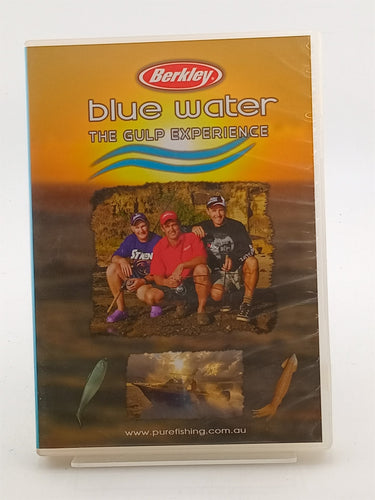 Berkley
blue water
THE GULP EXPERIENCE
www.purefishing.com.au